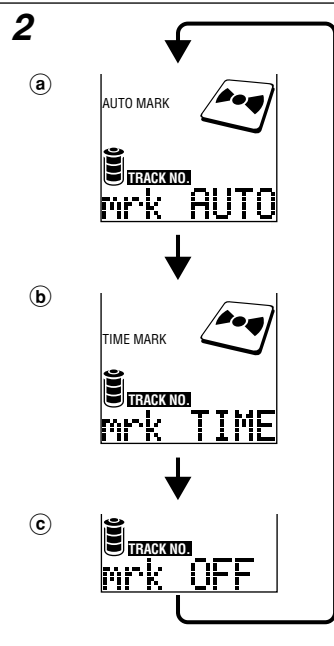 2
ⓐ
AUTO MARK
TRACK NO.
mrk AUTO
ⓑ
TIME MARK
TRACK NO.
mrk TIME
ⓒ
TRACK NO.
mrk OFF